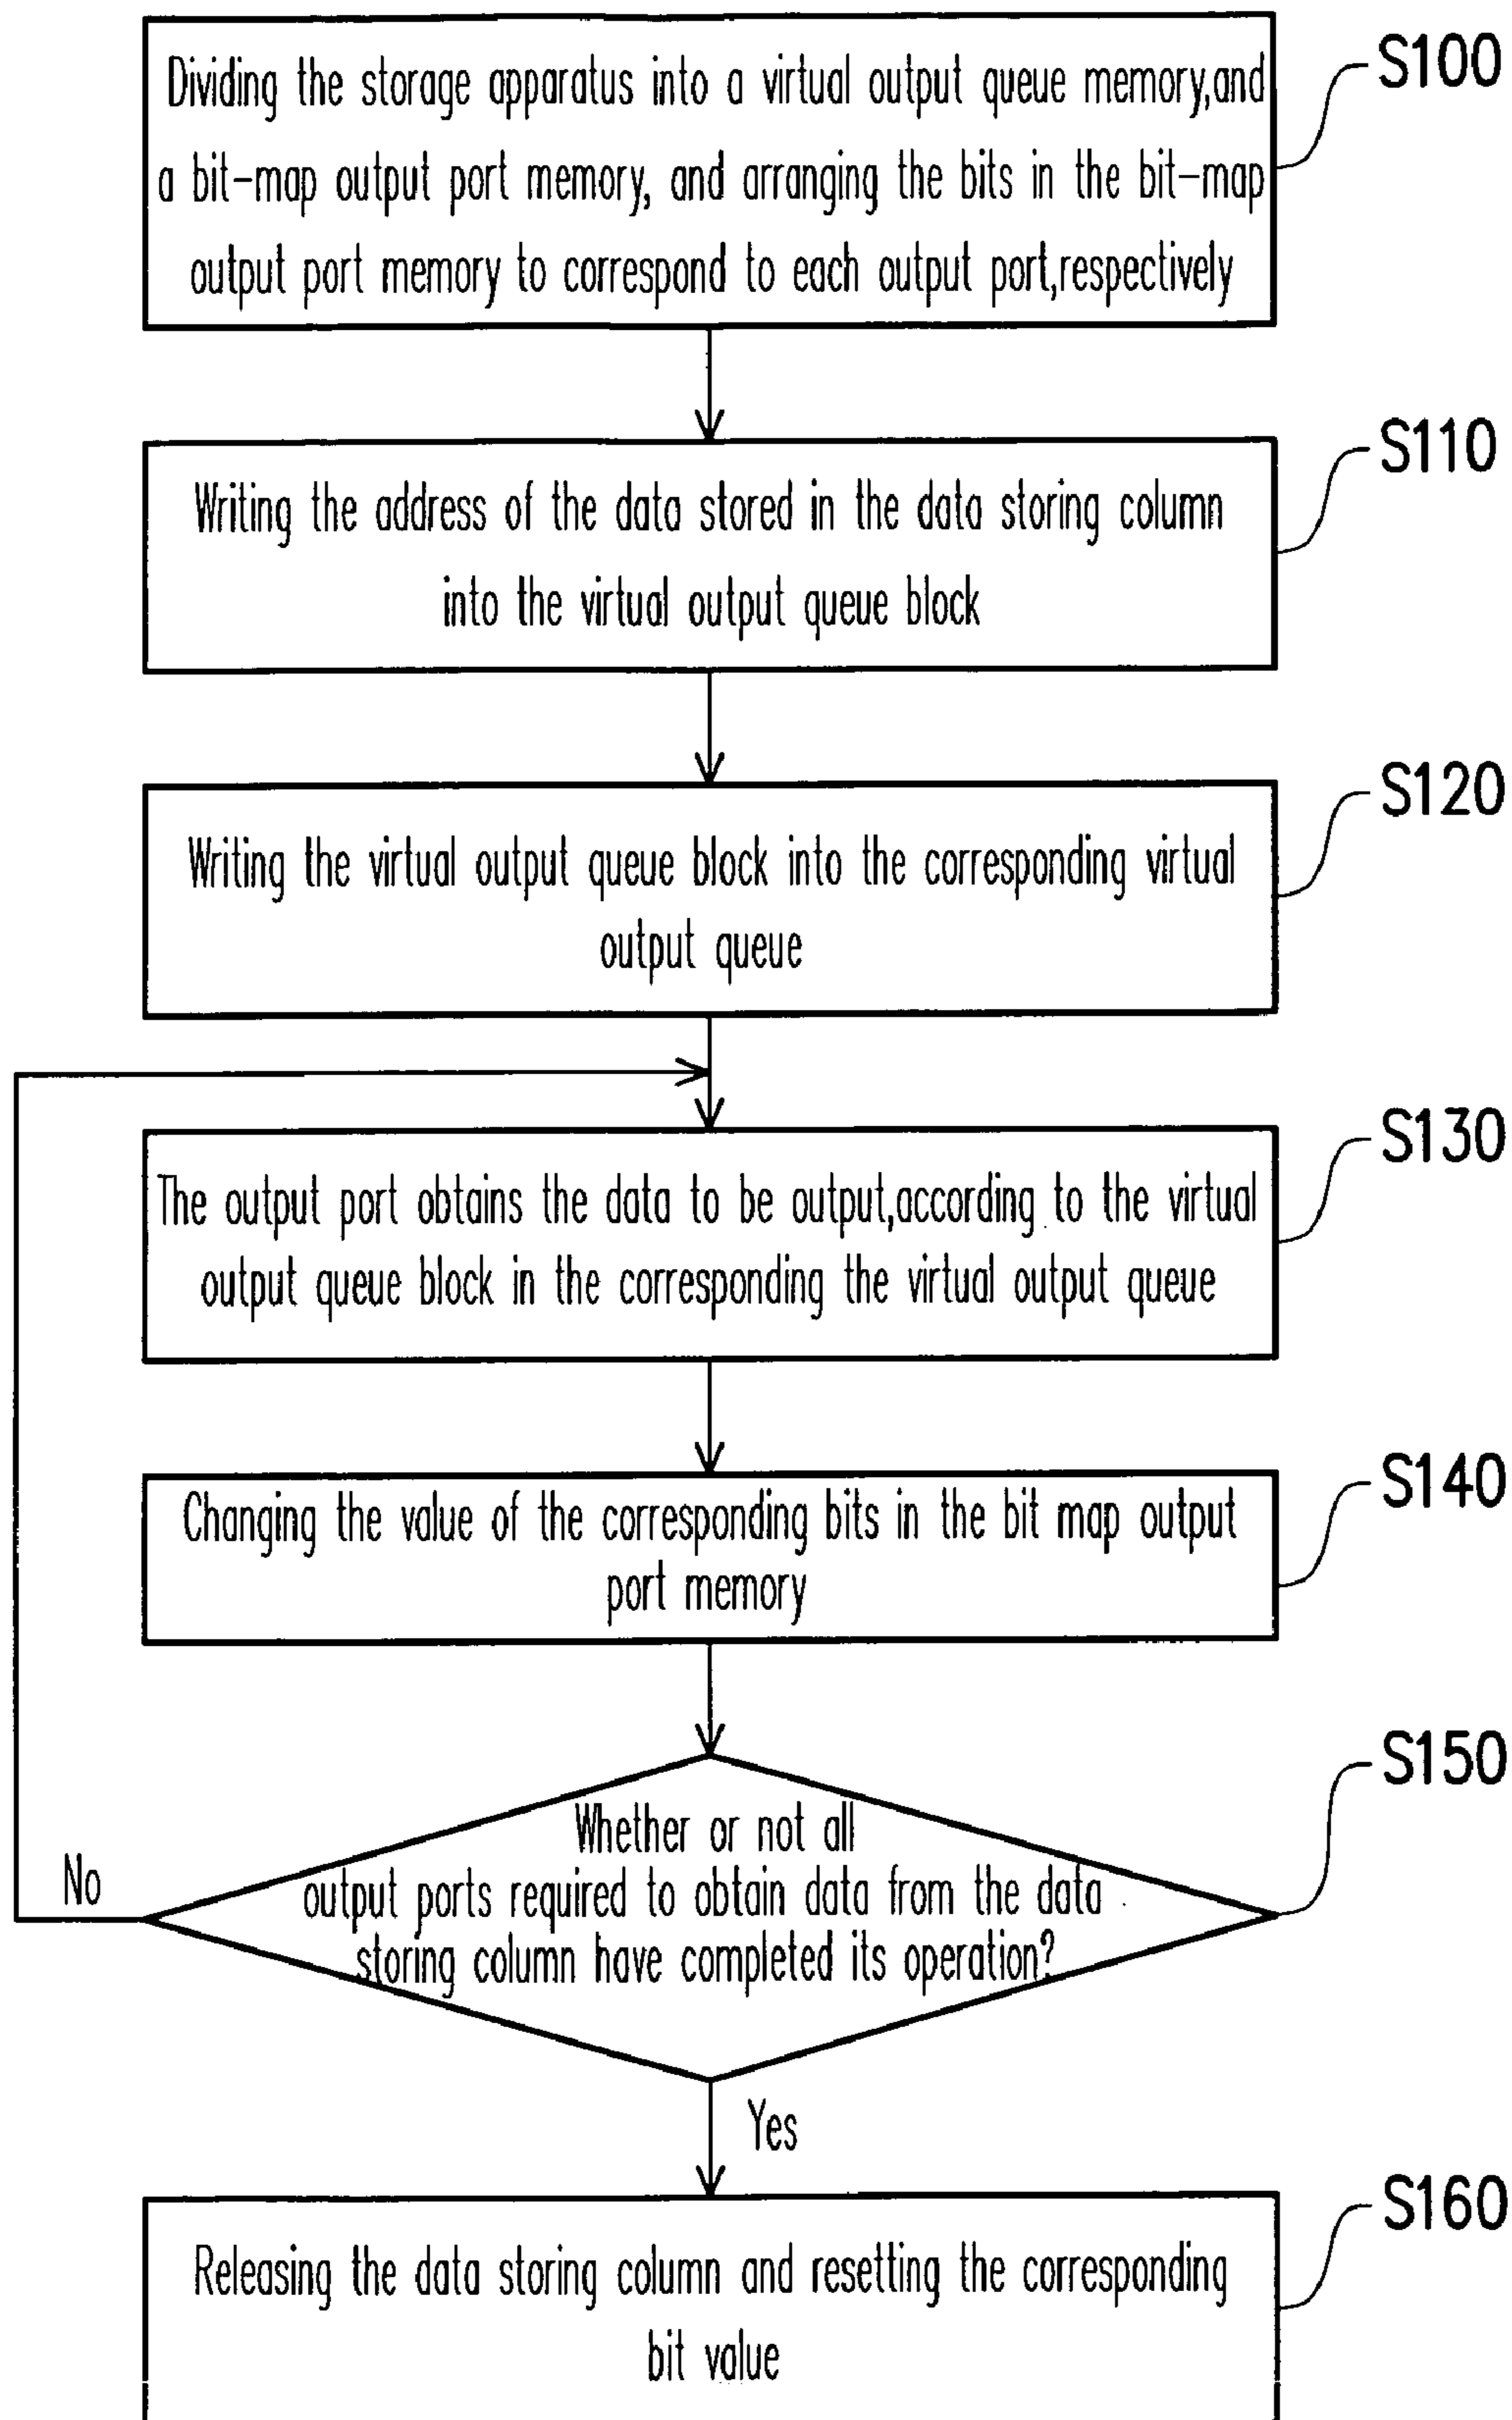 Dividing the storage apparatus into a virtual output queue memory,and
a bit-map output port memory, and arranging the bits in the bit-map
output port memory to correspond to each output port,respectively
S100
Writing the address of the data stored in the data storing column
into the virtual output queue block
S110
Writing the virtual output queue block into the corresponding virtual
output queue
S120
The output port obtains the data to be output,according to the virtual
output queue block in the corresponding the virtual output queue
S130
Changing the value of the corresponding bits in the bit map output
port memory
S140
Whether or not all
output ports required to obtain data from the data
storing column have completed its operation?
S150
No
Yes
Releasing the data storing column and resetting the corresponding
bit value
S160